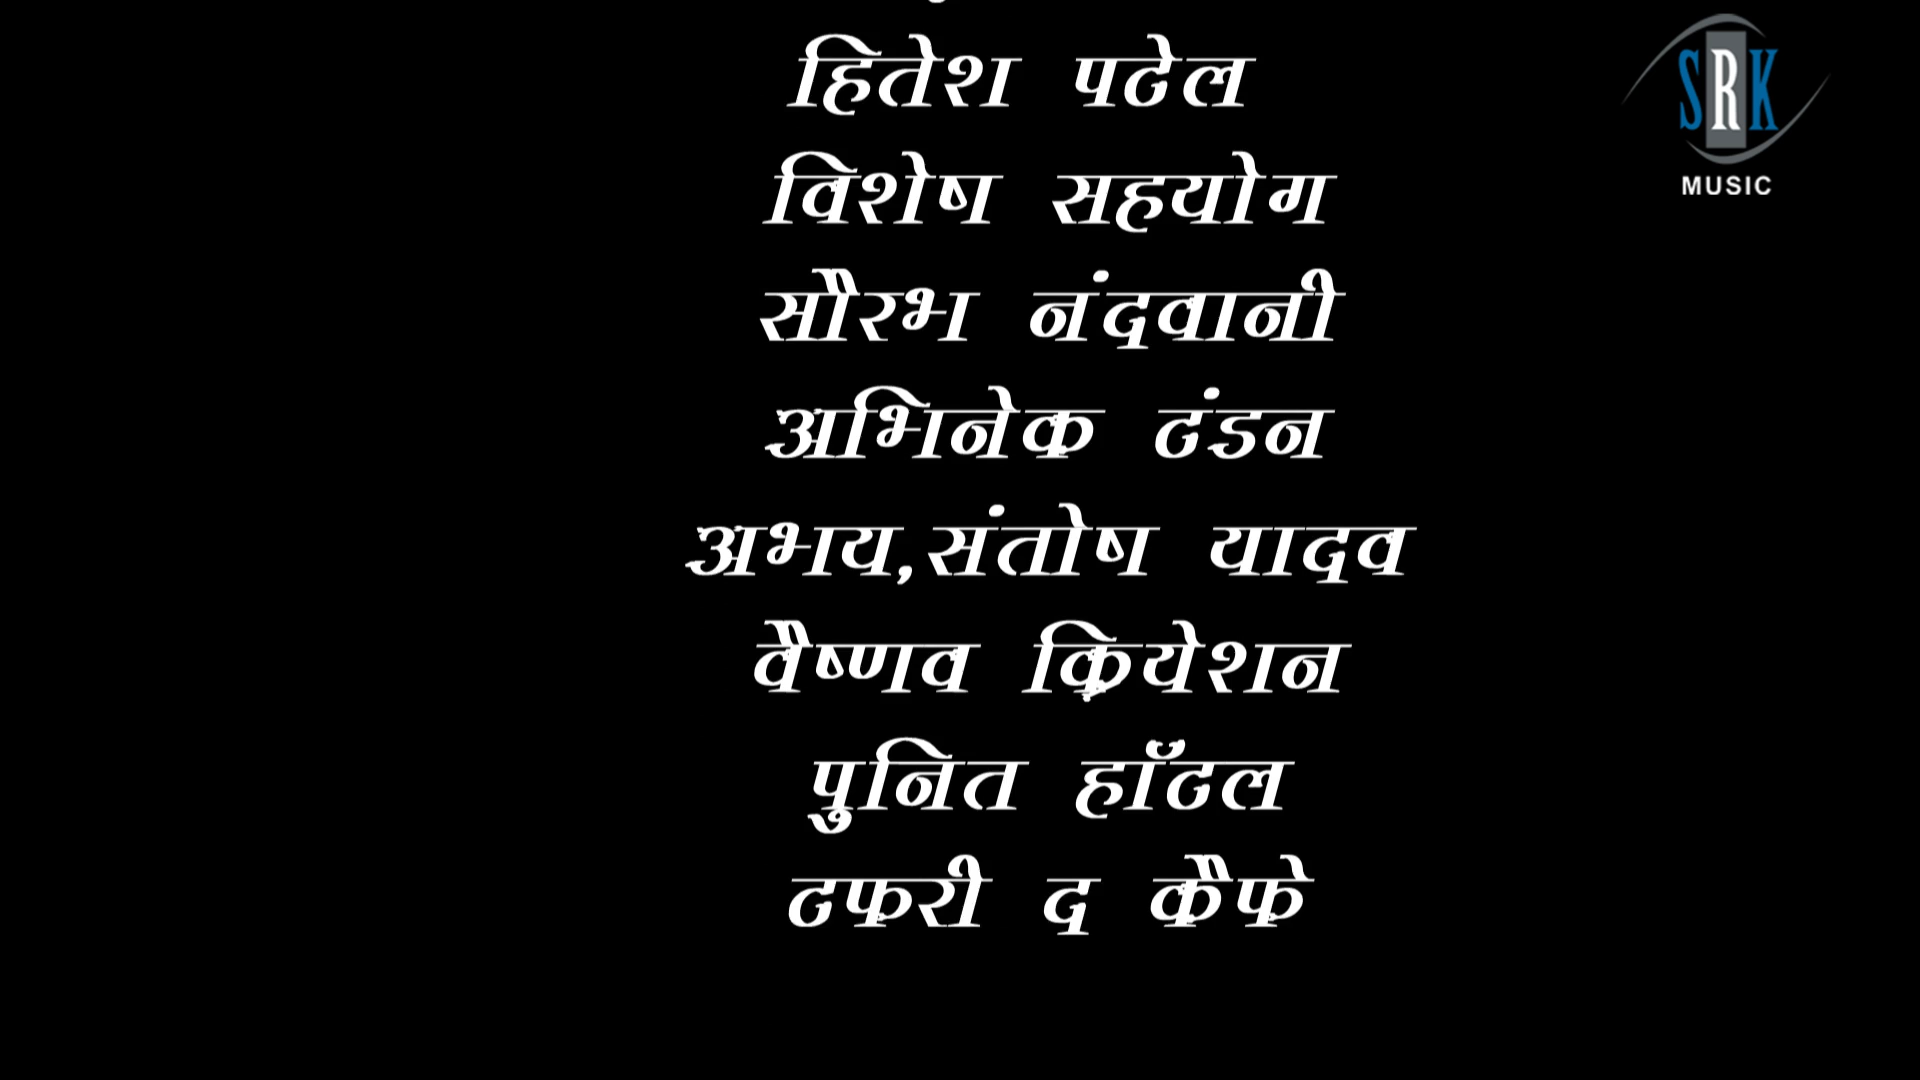 हितेश पटेल
विशेष सहयोग
सौरभ नंदवानी
अभिनेक टंडन
अभय,संतोष यादव
वैष्णव क्रियेशन
पुनित हॉटल
टफरी द कैफे
SRK
MUSIC